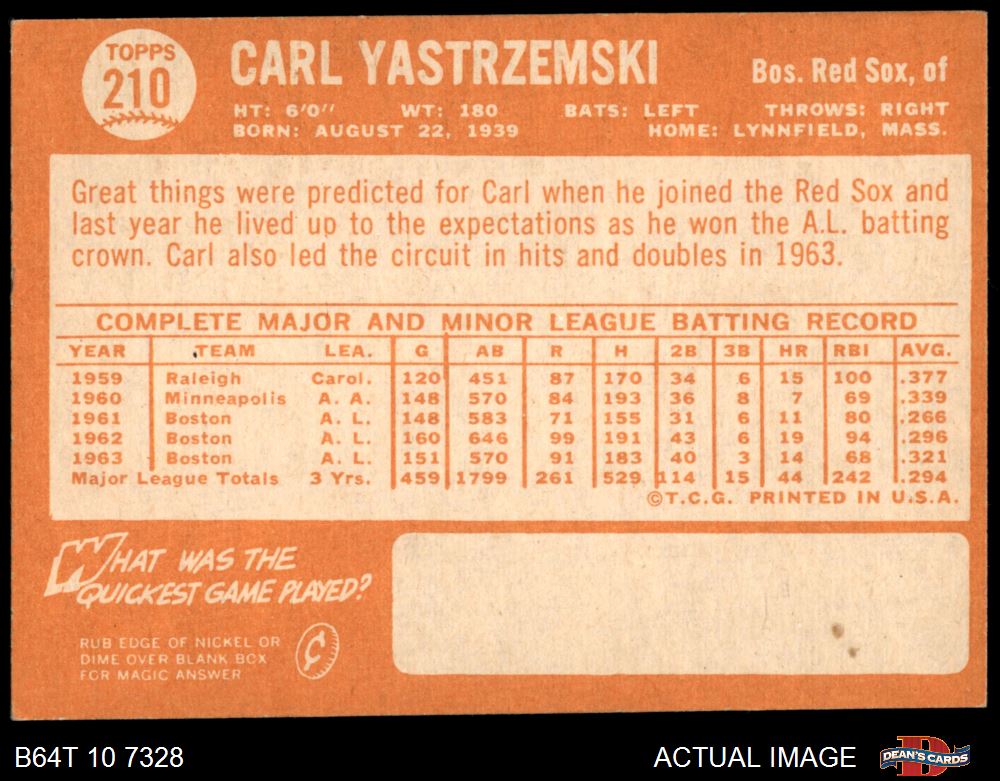 TOPPS
210
CARL YASTRZEMSKI
Bos. Red Sox, of
HT: 6'0'' WT: 180 BATS: LEFT THROWS: RIGHT
BORN: AUGUST 22, 1939 HOME: LYNNFIELD, MASS.
Great things were predicted for Carl when he joined the Red Sox and
last year he lived up to the expectations as he won the A.L. batting
crown. Carl also led the circuit in hits and doubles in 1963.
COMPLETE MAJOR AND MINOR LEAGUE BATTING RECORD
YEAR TEAM LEA. G AB R H 2B 3B HR RBI AVG.
1959 Raleigh Carol. 120 451 87 170 34 6 15 100 .377
1960 Minneapolis A. A. 148 570 84 193 36 8 7 69 .339
1961 Boston A. L. 148 583 71 155 31 6 11 80 .266
1962 Boston A. L. 160 646 99 191 43 6 19 94 .296
1963 Boston A. L. 151 570 91 183 40 3 14 68 .321
Major League Totals 3 Yrs. 459 1799 261 529 114 15 44 242 .294
©T.C.G. PRINTED IN U.S.A.
WHAT WAS THE
QUICKEST GAME PLAYED?
RUB EDGE OF NICKEL OR
DIME OVER BLANK BOX
FOR MAGIC ANSWER
¢
B64T 10 7328
ACTUAL IMAGE
DEAN'S CARDS